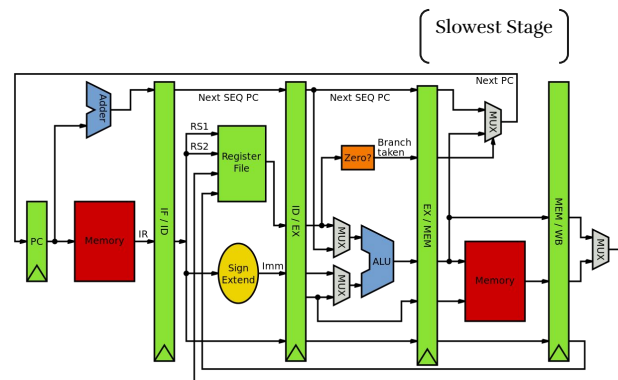 Slowest Stage
Next PC
Next SEQ PC
Next SEQ PC
Adder
MUX
RS1
RS2
Branch
taken
Register
File
Zero?
IF / ID
ID / EX
EX / MEM
MEM / WB
PC
Memory
IR
MUX
ALU
MUX
Sign
Extend
Imm
MUX
Memory